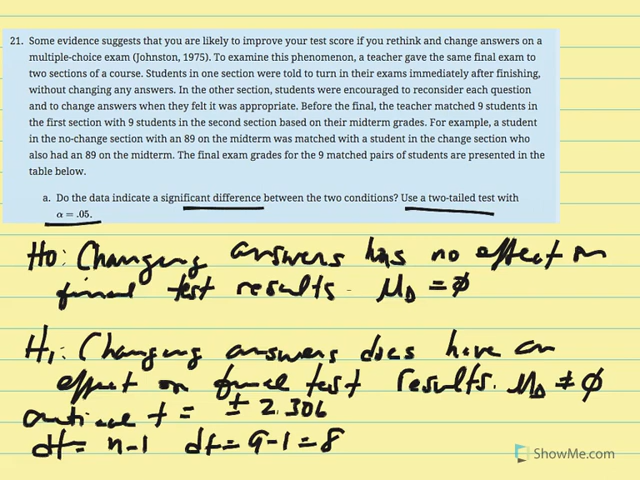 21. Some evidence suggests that you are likely to improve your test score if you rethink and change answers on a
multiple-choice exam (Johnston, 1975). To examine this phenomenon, a teacher gave the same final exam to
two sections of a course. Students in one section were told to turn in their exams immediately after finishing,
without changing any answers. In the other section, students were encouraged to reconsider each question
and to change answers when they felt it was appropriate. Before the final, the teacher matched 9 students in
the first section with 9 students in the second section based on their midterm grades. For example, a student
in the no-change section with an 89 on the midterm was matched with a student in the change section who
also had an 89 on the midterm. The final exam grades for the 9 matched pairs of students are presented in the
table below.
a. Do the data indicate a significant difference between the two conditions? Use a two-tailed test with
α = .05.
H0: Changing answers has no effect on
final test results. μD = ϕ
H1: Changing answers does have an
effect on final test results. μD ≠ ϕ
critical t = ± 2.306
df = n-1 df = 9-1 = 8
ShowMe.com